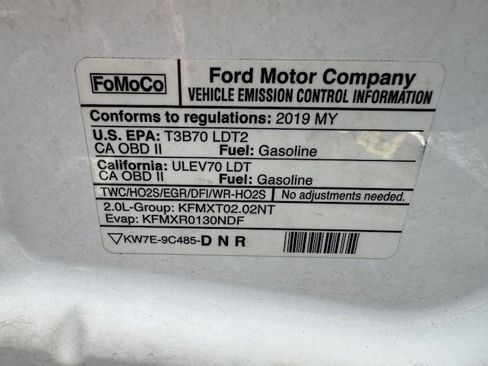 FoMoCo
Ford Motor Company
VEHICLE EMISSION CONTROL INFORMATION
Conforms to regulations: 2019 MY
U.S. EPA: T3B70 LDT2
CA OBD II Fuel: Gasoline
California: ULEV70 LDT
CA OBD II Fuel: Gasoline
TWC/HO2S/EGR/DFI/WR-HO2S No adjustments needed.
2.0L-Group: KFMXT02.02NT
Evap: KFMXR0130NDF
KW7E-9C485-D N R